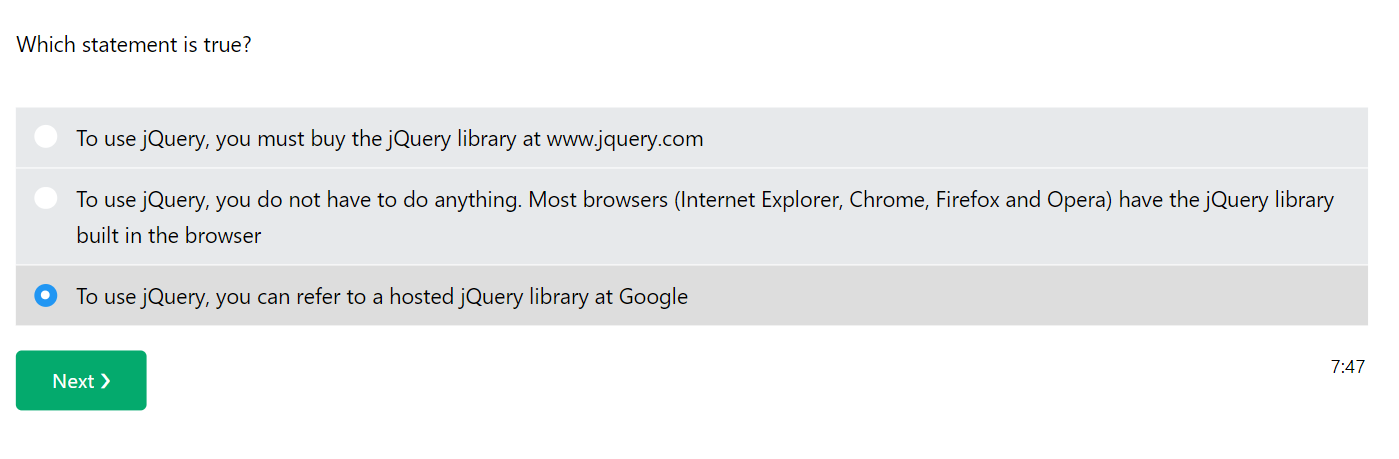 Which statement is true?
To use jQuery, you must buy the jQuery library at www.jquery.com
To use jQuery, you do not have to do anything. Most browsers (Internet Explorer, Chrome, Firefox and Opera) have the jQuery library
built in the browser
To use jQuery, you can refer to a hosted jQuery library at Google
Next ❯
7:47